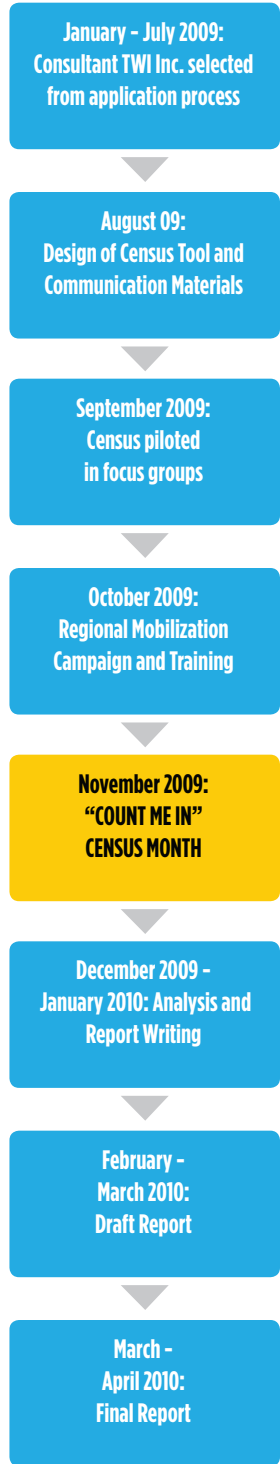 January - July 2009:
Consultant TWI Inc. selected
from application process
August 09:
Design of Census Tool and
Communication Materials
September 2009:
Census piloted
in focus groups
October 2009:
Regional Mobilization
Campaign and Training
November 2009:
“COUNT ME IN”
CENSUS MONTH
December 2009 -
January 2010: Analysis and
Report Writing
February -
March 2010:
Draft Report
March -
April 2010:
Final Report